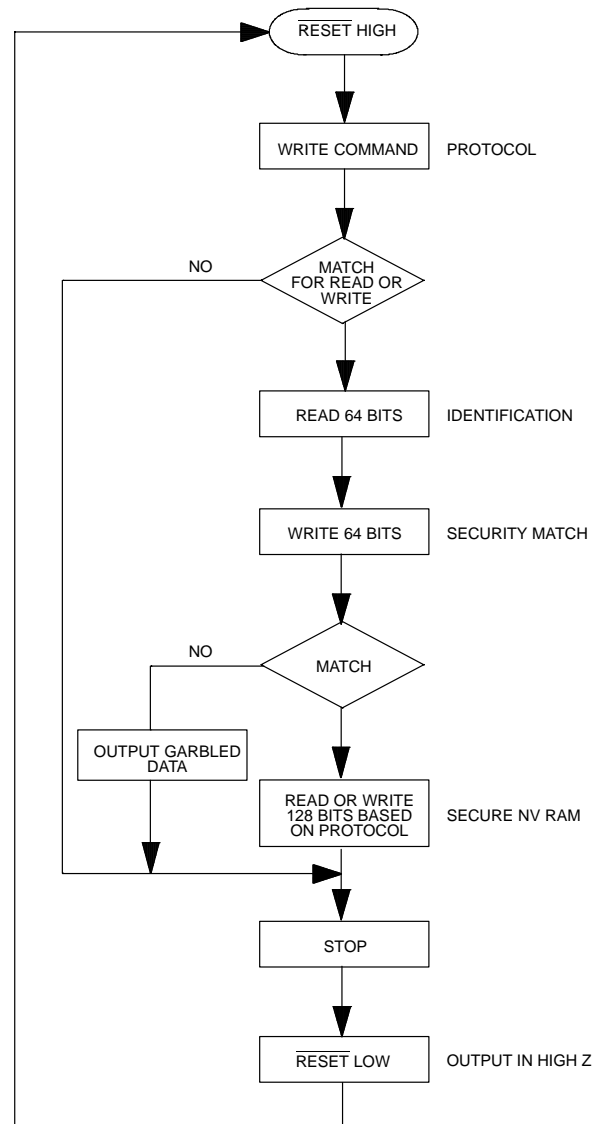 RESET HIGH
WRITE COMMAND
PROTOCOL
NO
MATCH
FOR READ OR
WRITE
READ 64 BITS
IDENTIFICATION
WRITE 64 BITS
SECURITY MATCH
NO
MATCH
OUTPUT GARBLED
DATA
READ OR WRITE
128 BITS BASED
ON PROTOCOL
SECURE NV RAM
STOP
RESET LOW
OUTPUT IN HIGH Z